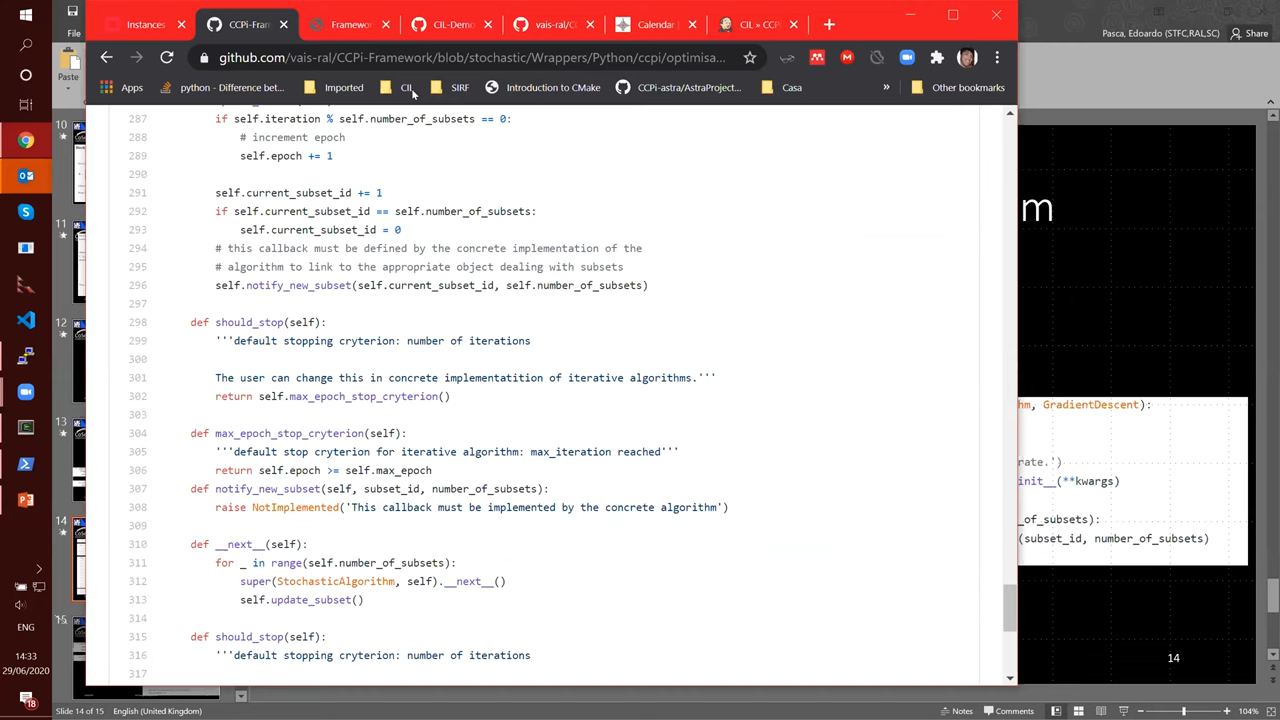 Instances
CCPi-Fram
Framework
CIL-Demo
vais-ral/CC
Calendar
CIL » CCP
Pasca, Edoardo (STFC,RAL,SC)
Share
File
github.com/vais-ral/CCPi-Framework/blob/stochastic/Wrappers/Python/ccpi/optimisa...
Paste
Apps
python - Difference bet...
Imported
CIL
SIRF
Introduction to CMake
CCPi-astra/AstraProject...
Casa
»
Other bookmarks
287 if self.iteration % self.number_of_subsets == 0:
288 # increment epoch
289 self.epoch += 1
290
291 self.current_subset_id += 1
292 if self.current_subset_id == self.number_of_subsets:
293 self.current_subset_id = 0
294 # this callback must be defined by the concrete implementation of the
295 # algorithm to link to the appropriate object dealing with subsets
296 self.notify_new_subset(self.current_subset_id, self.number_of_subsets)
297
298 def should_stop(self):
299 '''default stopping cryterion: number of iterations
300
301 The user can change this in concrete implementatition of iterative algorithms.'''
302 return self.max_epoch_stop_cryterion()
303
304 def max_epoch_stop_cryterion(self):
305 '''default stop cryterion for iterative algorithm: max_iteration reached'''
306 return self.epoch >= self.max_epoch
307 def notify_new_subset(self, subset_id, number_of_subsets):
308 raise NotImplemented('This callback must be implemented by the concrete algorithm')
309
310 def __next__(self):
311 for _ in range(self.number_of_subsets):
312 super(StochasticAlgorithm, self).__next__()
313 self.update_subset()
314
315 def should_stop(self):
316 '''default stopping cryterion: number of iterations
317
m
hm, GradientDescent):
rate.')
init__(**kwargs)
_of_subsets):
(subset_id, number_of_subsets)
14
10
11
12
13
14
15
ENG
14:33
29/06/2020
18
Slide 14 of 15
English (United Kingdom)
Notes
Comments
104%